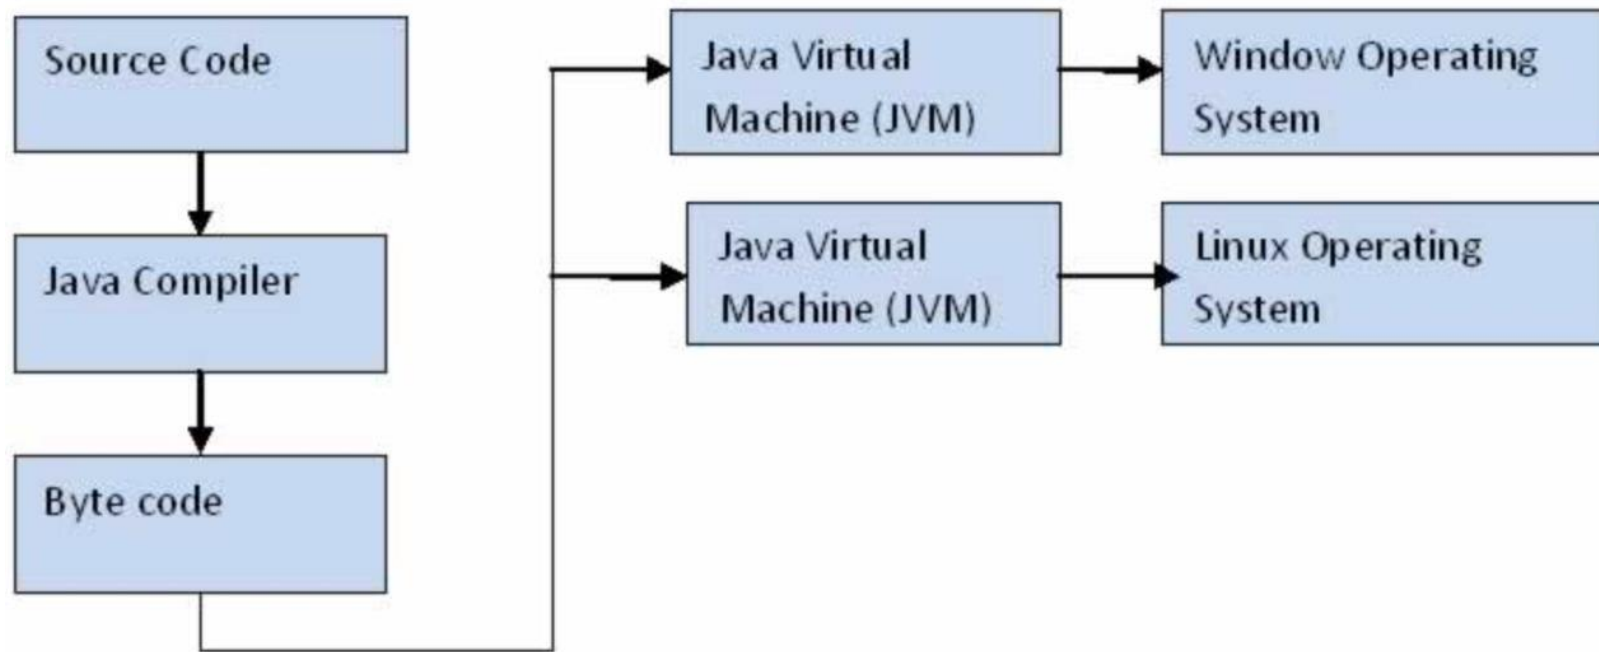 Source Code
Java Compiler
Byte code
Java Virtual
Machine (JVM)
Window Operating
System
Java Virtual
Machine (JVM)
Linux Operating
System